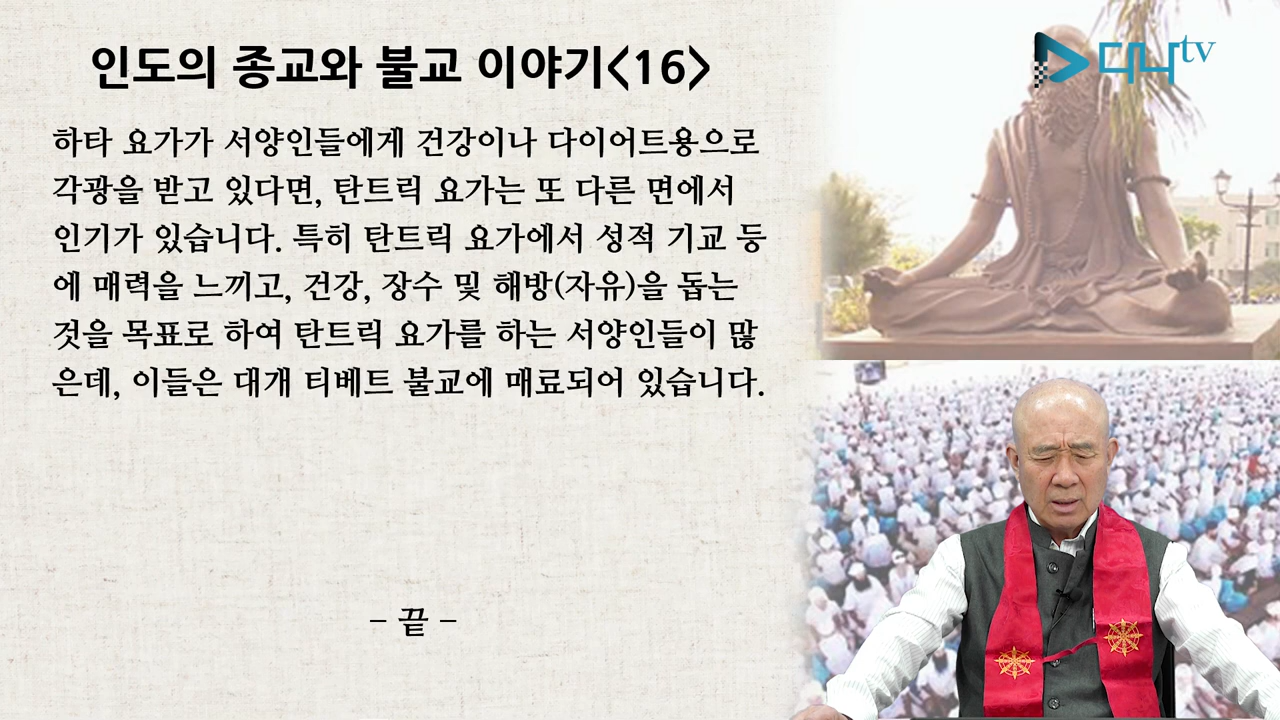 인도의 종교와 불교 이야기<16>
하타 요가가 서양인들에게 건강이나 다이어트용으로
각광을 받고 있다면, 탄트릭 요가는 또 다른 면에서
인기가 있습니다. 특히 탄트릭 요가에서 성적 기교 등
에 매력을 느끼고, 건강, 장수 및 해방(자유)을 돕는
것을 목표로 하여 탄트릭 요가를 하는 서양인들이 많
은데, 이들은 대개 티베트 불교에 매료되어 있습니다.
- 끝 -
tv